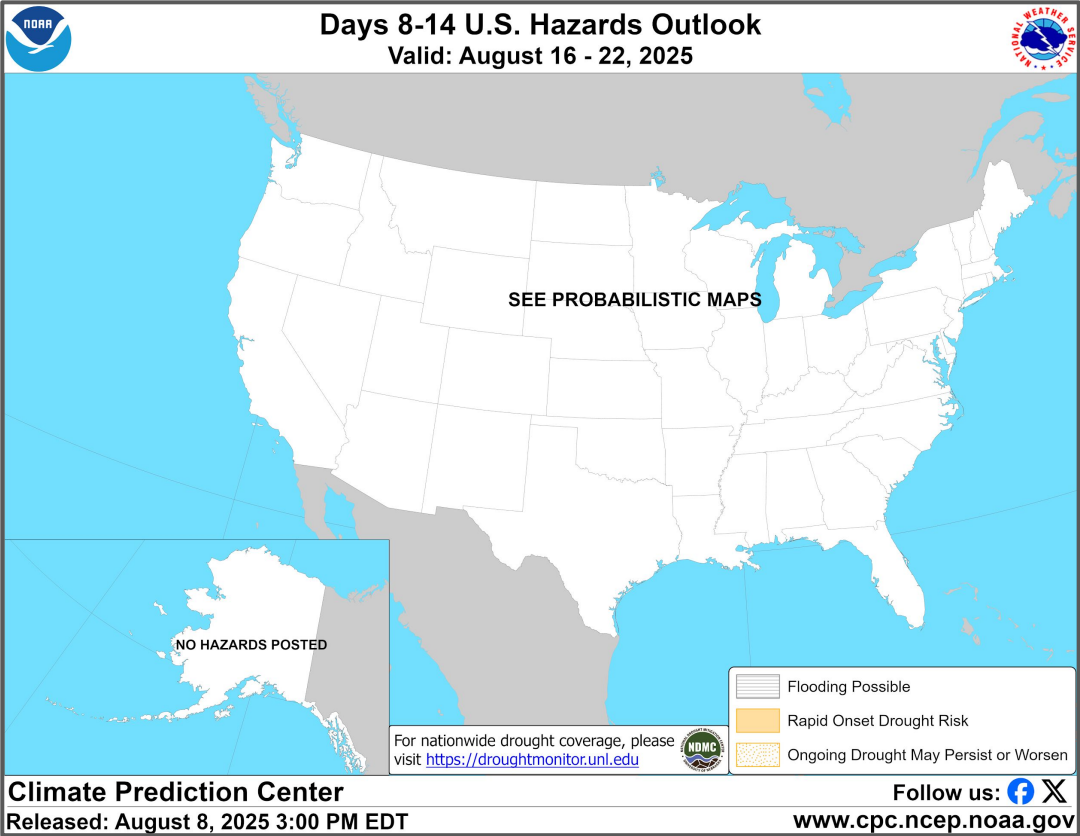 NOAA
Days 8-14 U.S. Hazards Outlook
Valid: August 16 - 22, 2025
NATIONAL WEATHER SERVICE
SEE PROBABILISTIC MAPS
NO HAZARDS POSTED
For nationwide drought coverage, please
visit https://droughtmonitor.unl.edu
NDMC
Flooding Possible
Rapid Onset Drought Risk
Ongoing Drought May Persist or Worsen
Climate Prediction Center
Follow us:
Released: August 8, 2025 3:00 PM EDT
www.cpc.ncep.noaa.gov